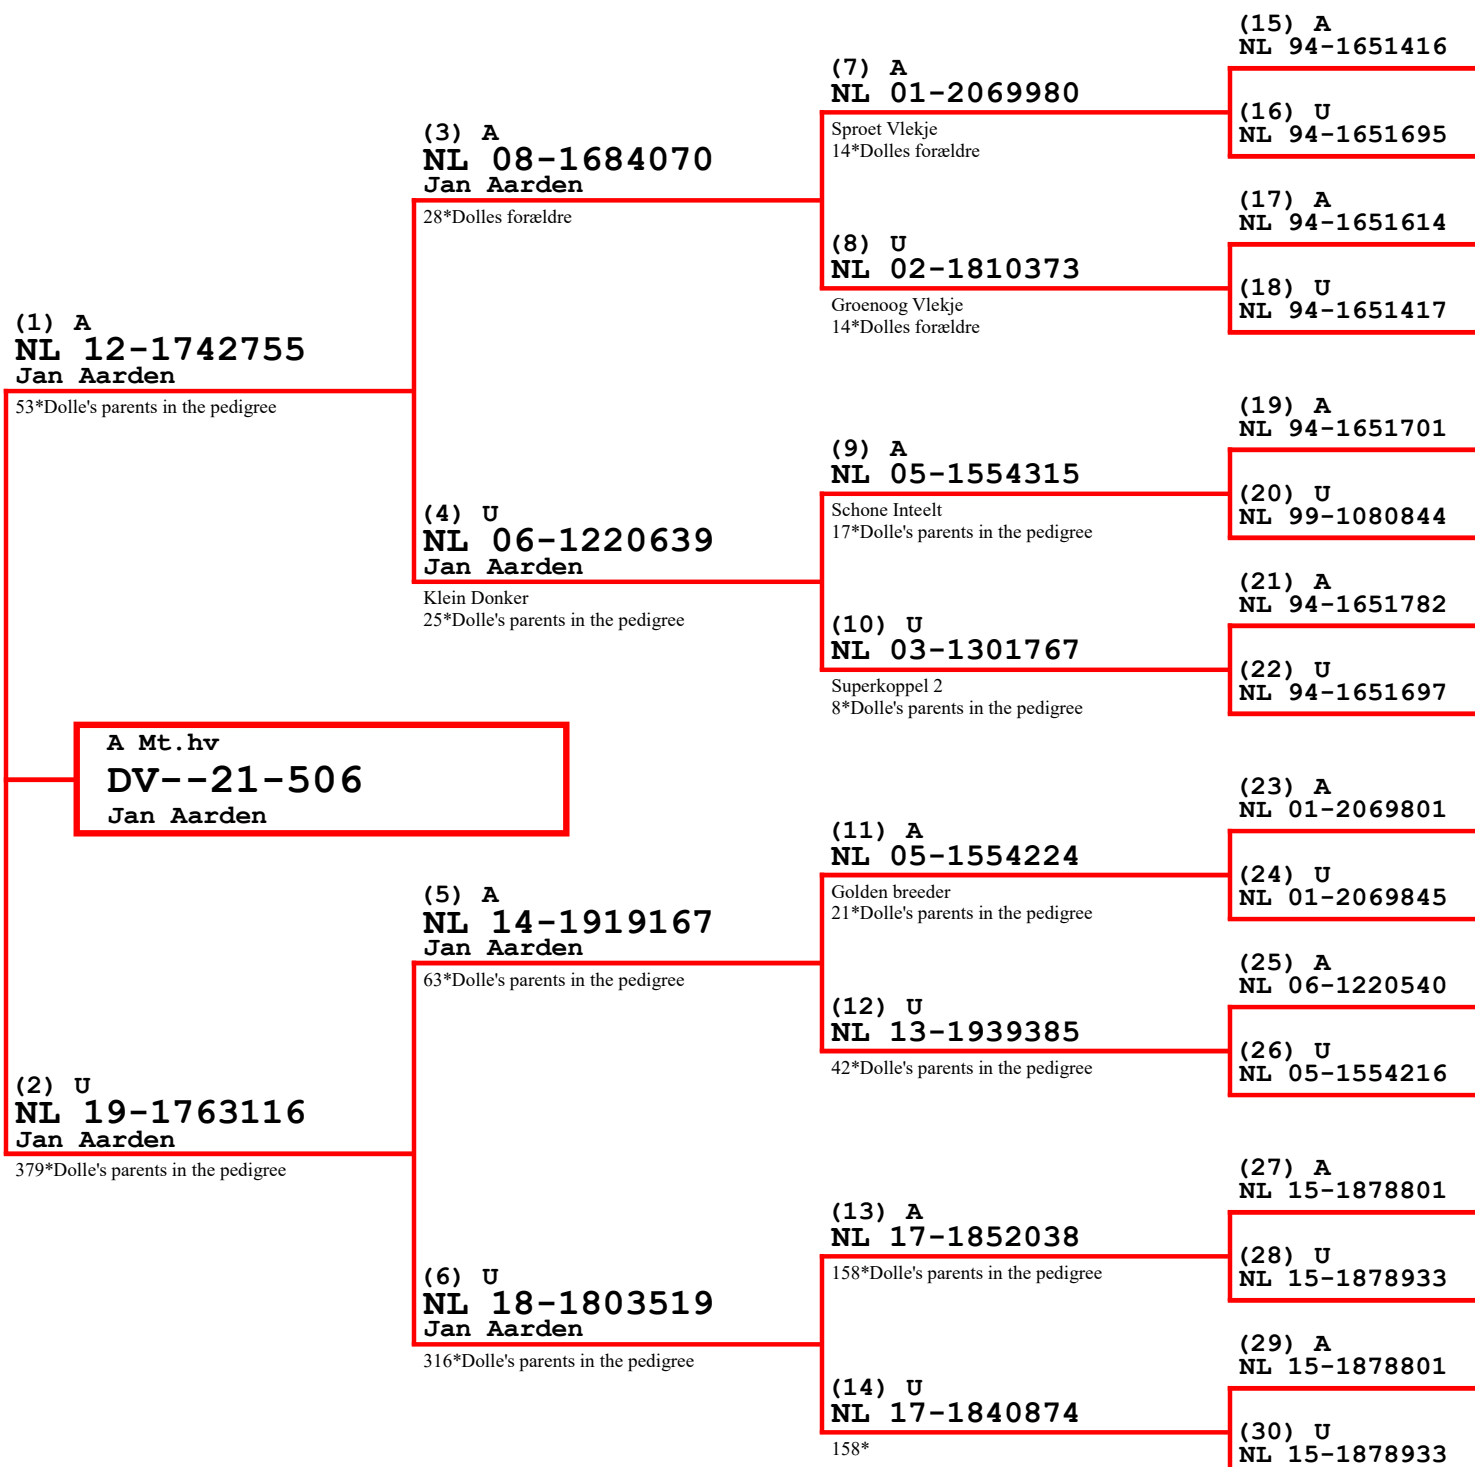 (1) A
NL 12-1742755
Jan Aarden
53*Dolle's parents in the pedigree
A Mt.hv
DV--21-506
Jan Aarden
(2) U
NL 19-1763116
Jan Aarden
379*Dolle's parents in the pedigree
(3) A
NL 08-1684070
Jan Aarden
28*Dolles forældre
(4) U
NL 06-1220639
Jan Aarden
Klein Donker
25*Dolle's parents in the pedigree
(5) A
NL 14-1919167
Jan Aarden
63*Dolle's parents in the pedigree
(6) U
NL 18-1803519
Jan Aarden
316*Dolle's parents in the pedigree
(7) A
NL 01-2069980
Sproet Vlekje
14*Dolles forældre
(8) U
NL 02-1810373
Groenoog Vlekje
14*Dolles forældre
(9) A
NL 05-1554315
Schone Inteelt
17*Dolle's parents in the pedigree
(10) U
NL 03-1301767
Superkoppel 2
8*Dolle's parents in the pedigree
(11) A
NL 05-1554224
Golden breeder
21*Dolle's parents in the pedigree
(12) U
NL 13-1939385
42*Dolle's parents in the pedigree
(13) A
NL 17-1852038
158*Dolle's parents in the pedigree
(14) U
NL 17-1840874
158*
(15) A
NL 94-1651416
(16) U
NL 94-1651695
(17) A
NL 94-1651614
(18) U
NL 94-1651417
(19) A
NL 94-1651701
(20) U
NL 99-1080844
(21) A
NL 94-1651782
(22) U
NL 94-1651697
(23) A
NL 01-2069801
(24) U
NL 01-2069845
(25) A
NL 06-1220540
(26) U
NL 05-1554216
(27) A
NL 15-1878801
(28) U
NL 15-1878933
(29) A
NL 15-1878801
(30) U
NL 15-1878933